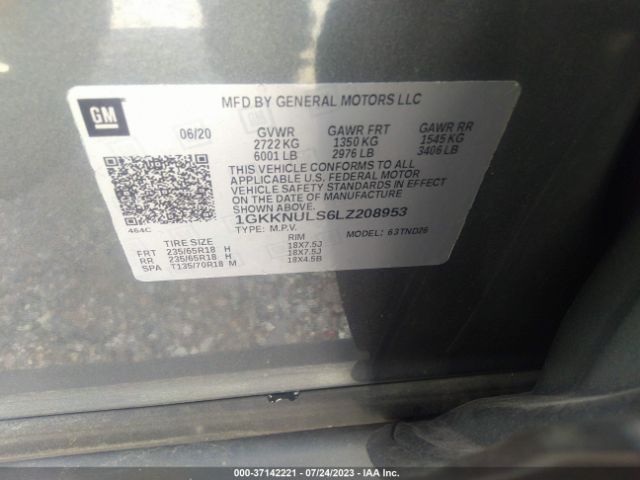 GM
MFD BY GENERAL MOTORS LLC
06/20 GVWR GAWR FRT GAWR RR
2722 KG 1350 KG 1545 KG
6001 LB 2976 LB 3406 LB
THIS VEHICLE CONFORMS TO ALL
APPLICABLE U.S. FEDERAL MOTOR
VEHICLE SAFETY STANDARDS IN EFFECT
ON THE DATE OF MANUFACTURE
SHOWN ABOVE.
1GKKNULS6LZ208953
464C
TYPE: M.P.V. MODEL: 63TND26
TIRE SIZE RIM
FRT 235/65R18 H 18X7.5J
RR 235/65R18 H 18X7.5J
SPA T135/70R18 M 18X4.5B
000-37142221 - 07/24/2023 - IAA Inc.